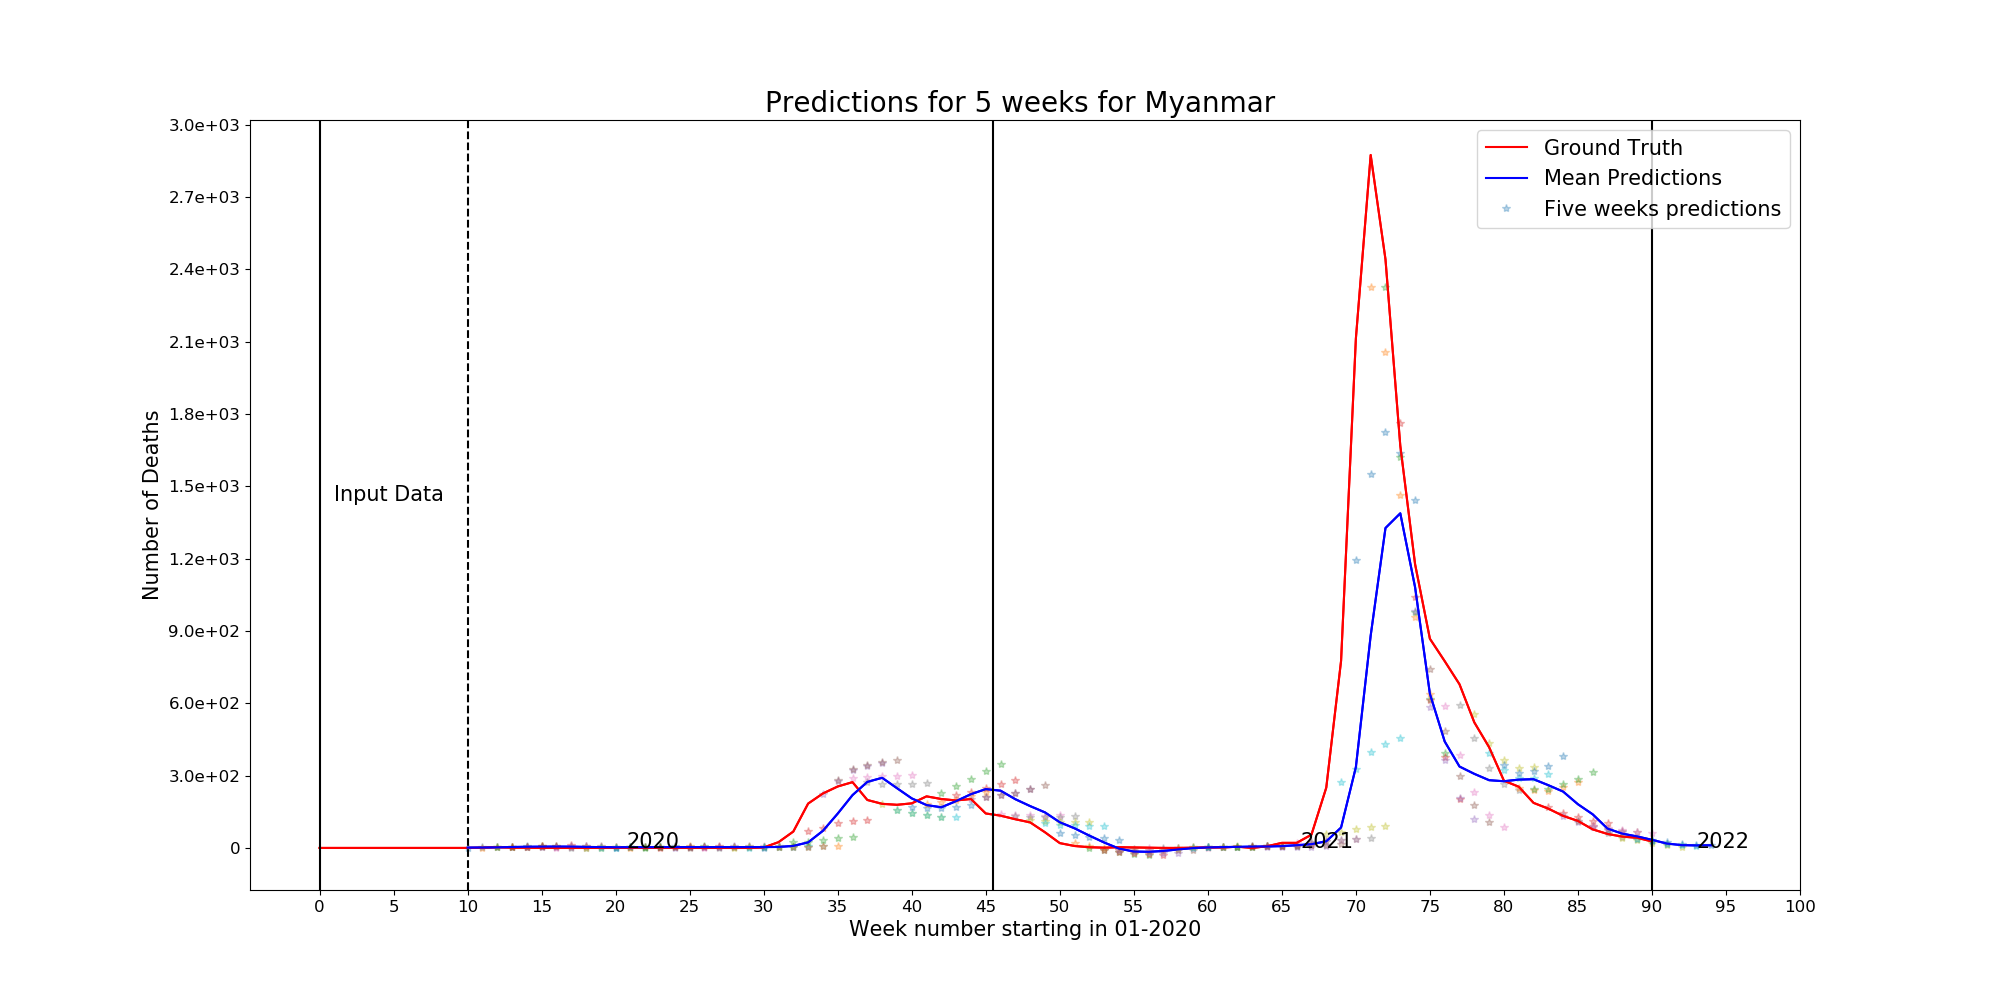 Predictions for 5 weeks for Myanmar
3.0e+03
2.7e+03
2.4e+03
2.1e+03
1.8e+03
1.5e+03
1.2e+03
9.0e+02
6.0e+02
3.0e+02
0
Number of Deaths
Ground Truth
Mean Predictions
Five weeks predictions
Input Data
2020 2021 2022
0 5 10 15 20 25 30 35 40 45 50 55 60 65 70 75 80 85 90 95 100
Week number starting in 01-2020